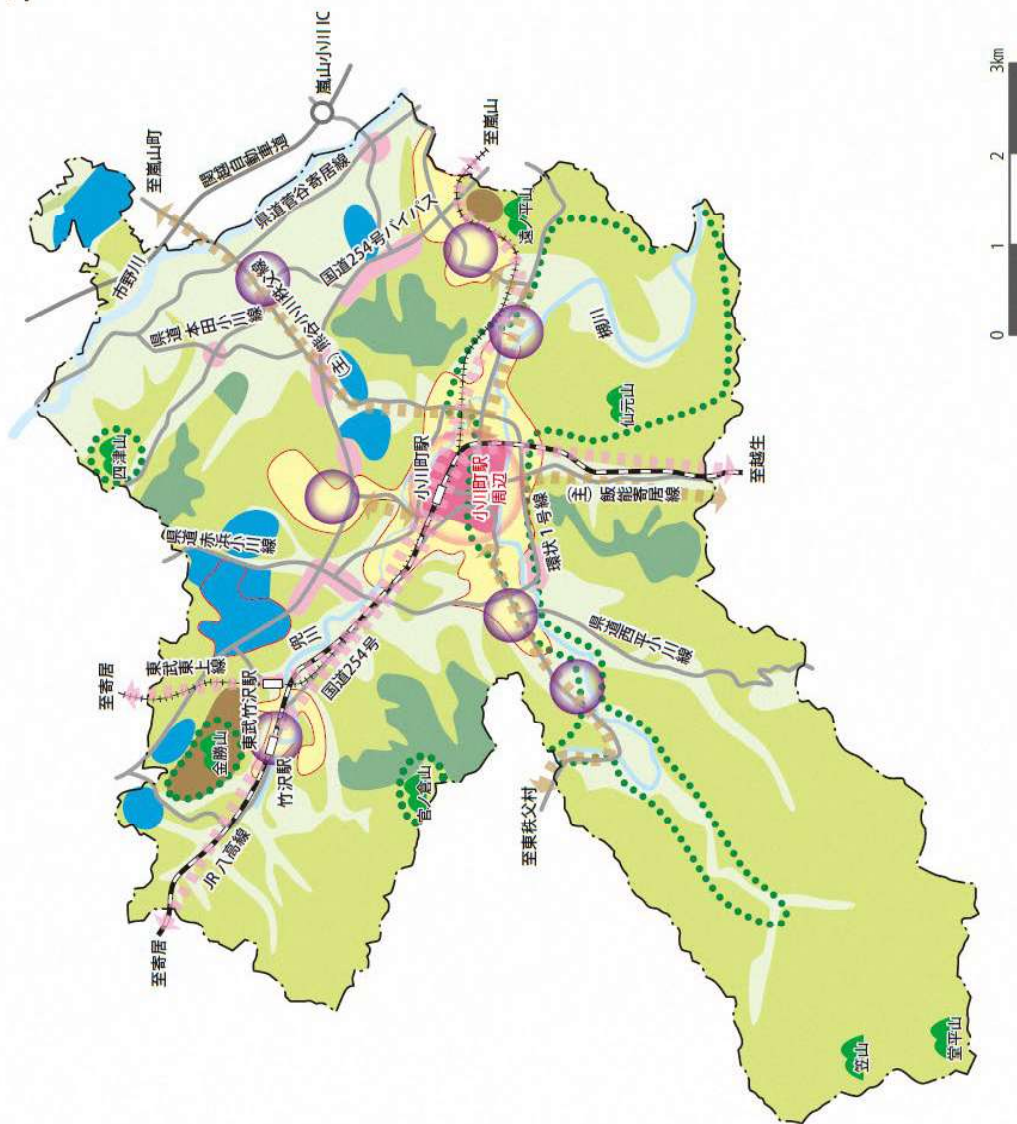 嵐山小川IC
至嵐山町
関越自動車道
市野川
県道菅谷寄居線
国道254号バイパス
至嵐山
遠ノ平山
県道本田小川線
(主)熊谷小川秩父線
四津山
槻川
仙元山
小川町駅
小川町駅
周辺
環状1号線
(主)飯能寄居線
至越生
県道赤浜小川線
兜川
国道254号
県道西平小川線
至寄居
東武東上線
東武竹沢駅
金勝山
竹沢駅
官ノ倉山
JR八高線
至寄居
至東秩父村
笠山
堂平山
0
1
2
3km